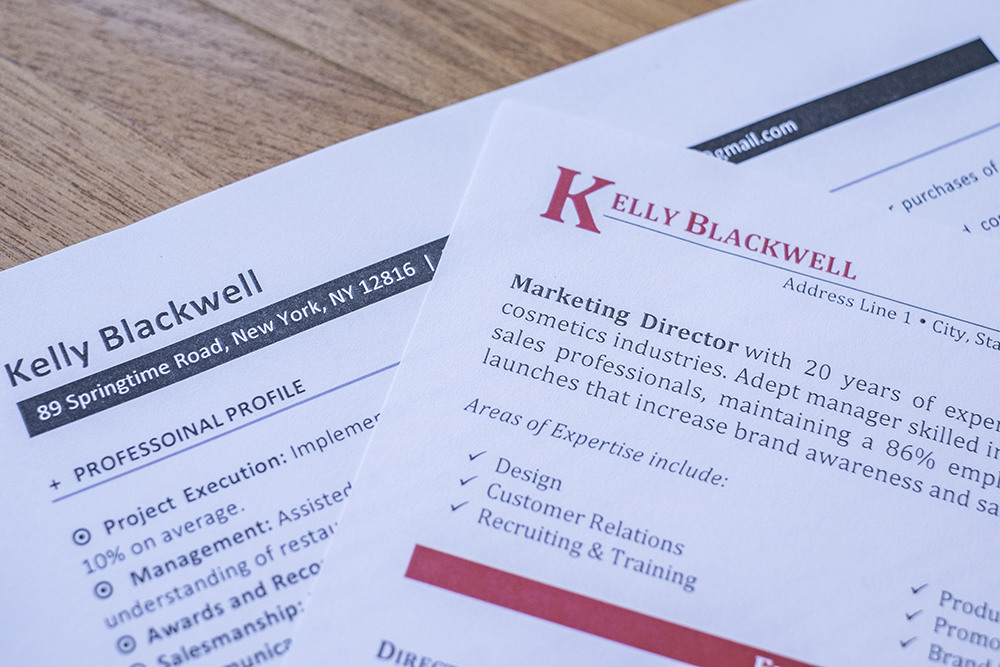 Kelly Blackwell
89 Springtime Road, New York, NY 12816 |
@gmail.com
purchases of
+ PROFESSOINAL PROFILE
Project Execution: Implemen
10% on average.
Management: Assisted
understanding of restau
Awards and Reco
Salesmanship:
KELLY BLACKWELL
Address Line 1 • City, Sta
Marketing Director with 20 years of exper
cosmetics industries. Adept manager skilled in
sales professionals, maintaining a 86% empl
launches that increase brand awareness and sa
Areas of Expertise include:
✓ Design
✓ Customer Relations
✓ Recruiting & Training
✓ Produ
✓ Promo
✓ Brand